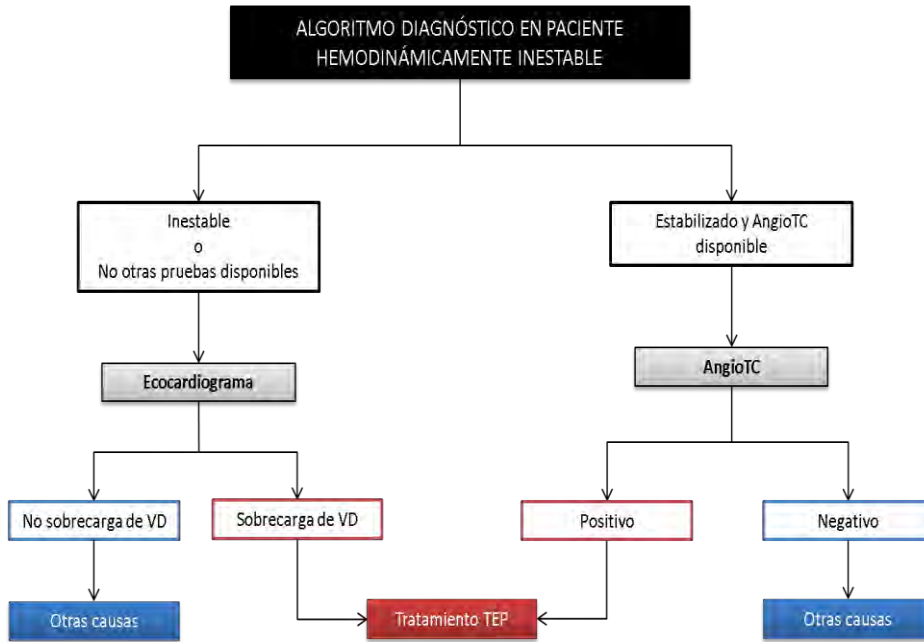 ALGORITMO DIAGNÓSTICO EN PACIENTE
HEMODINÁMICAMENTE INESTABLE
Inestable
o
No otras pruebas disponibles
Estabilizado y AngioTC
disponible
Ecocardiograma
AngioTC
No sobrecarga de VD
Sobrecarga de VD
Positivo
Negativo
Otras causas
Tratamiento TEP
Otras causas